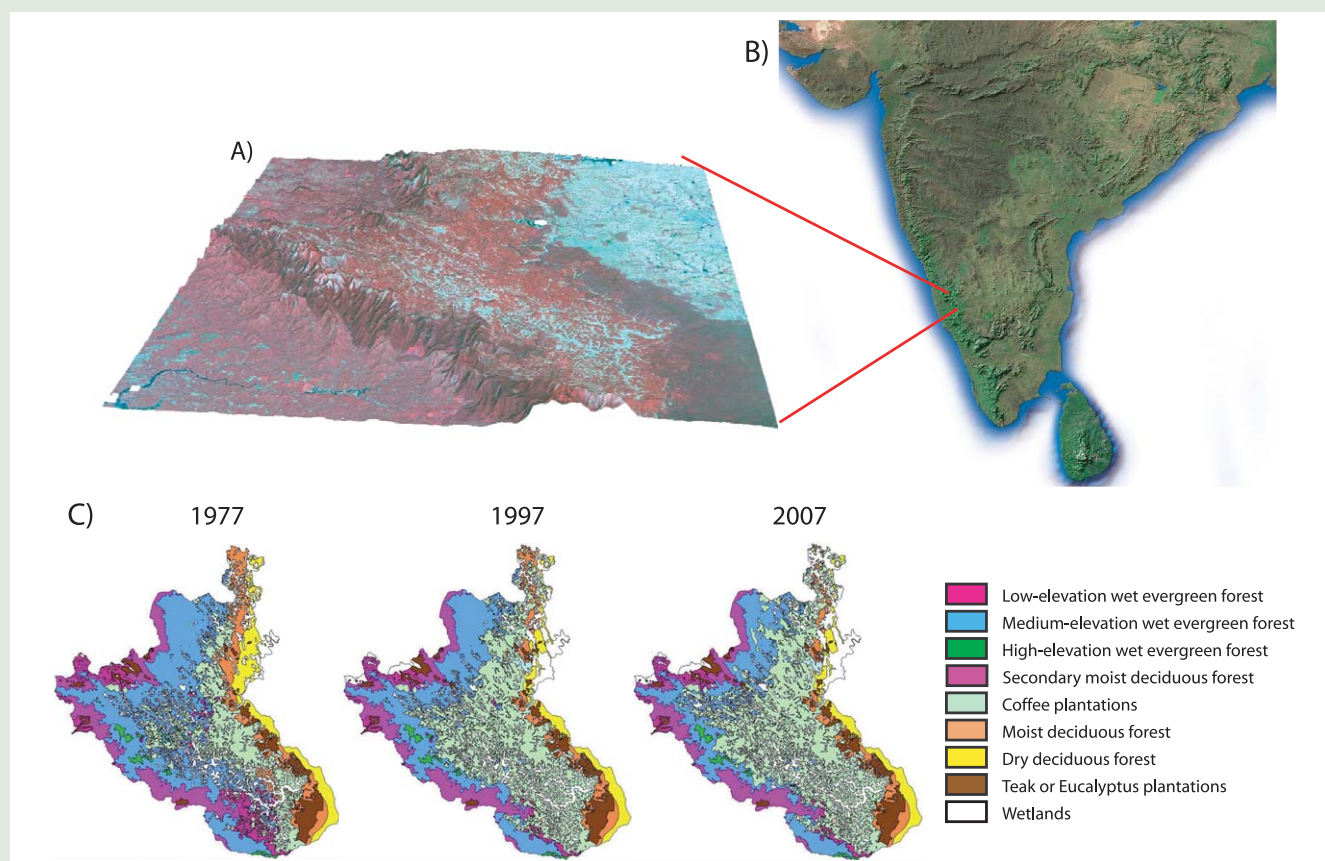 A)
B)
C)
1977
1997
2007
Low-elevation wet evergreen forest
Medium-elevation wet evergreen forest
High-elevation wet evergreen forest
Secondary moist deciduous forest
Coffee plantations
Moist deciduous forest
Dry deciduous forest
Teak or Eucalyptus plantations
Wetlands